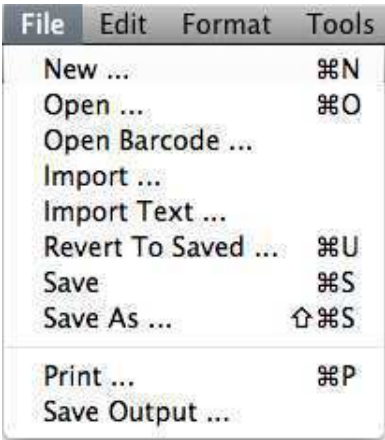 File Edit Format Tools
New ... ⌘N
Open ... ⌘O
Open Barcode ...
Import ...
Import Text ...
Revert To Saved ... ⌘U
Save ⌘S
Save As ... ⇧⌘S
Print ... ⌘P
Save Output ...